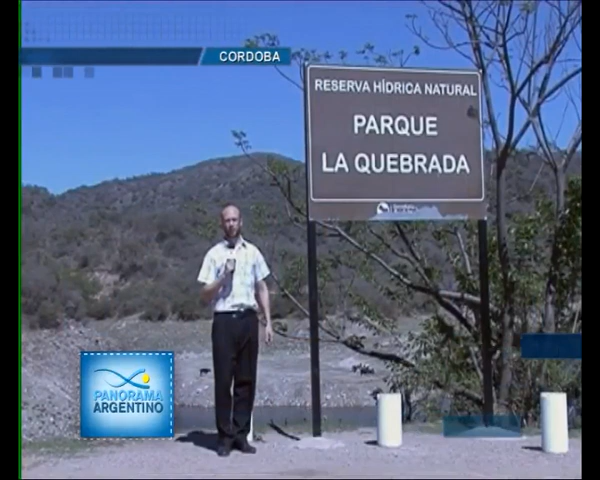 CORDOBA
RESERVA HÍDRICA NATURAL
PARQUE
LA QUEBRADA
PANORAMA
ARGENTINO